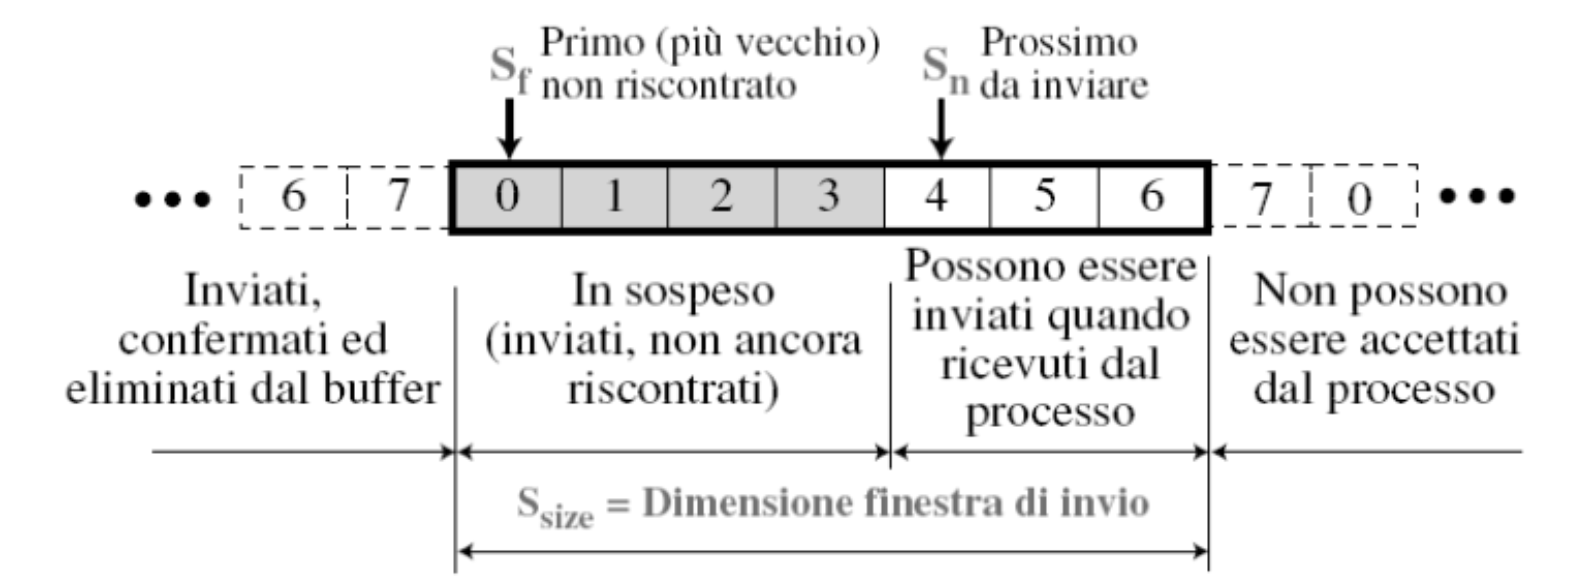 S_f Primo (più vecchio)
non riscontrato
S_n Prossimo
da inviare
••• 6 7 0 1 2 3 4 5 6 7 0 •••
Inviati,
confermati ed
eliminati dal buffer
In sospeso
(inviati, non ancora
riscontrati)
Possono essere
inviati quando
ricevuti dal
processo
Non possono
essere accettati
dal processo
S_size = Dimensione finestra di invio